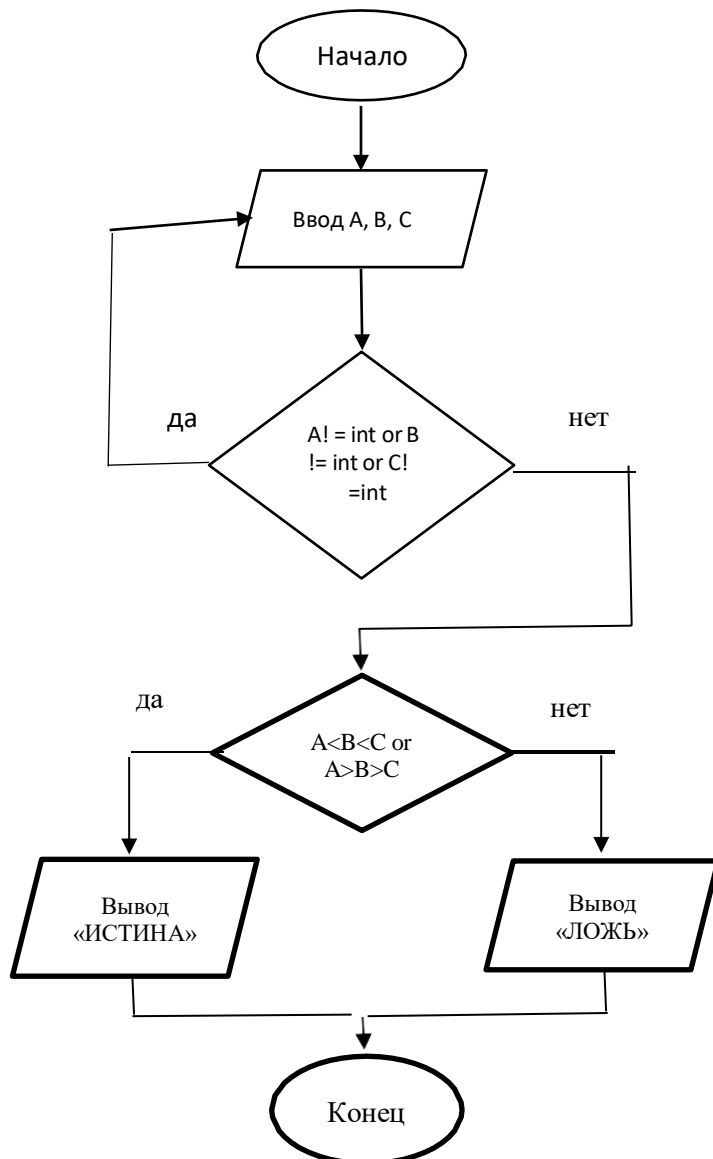 Начало
Ввод A, B, C
да
нет
A! = int or B
!= int or C!
=int
да
нет
A<B<C or
A>B>C
Вывод
«ИСТИНА»
Вывод
«ЛОЖЬ»
Конец